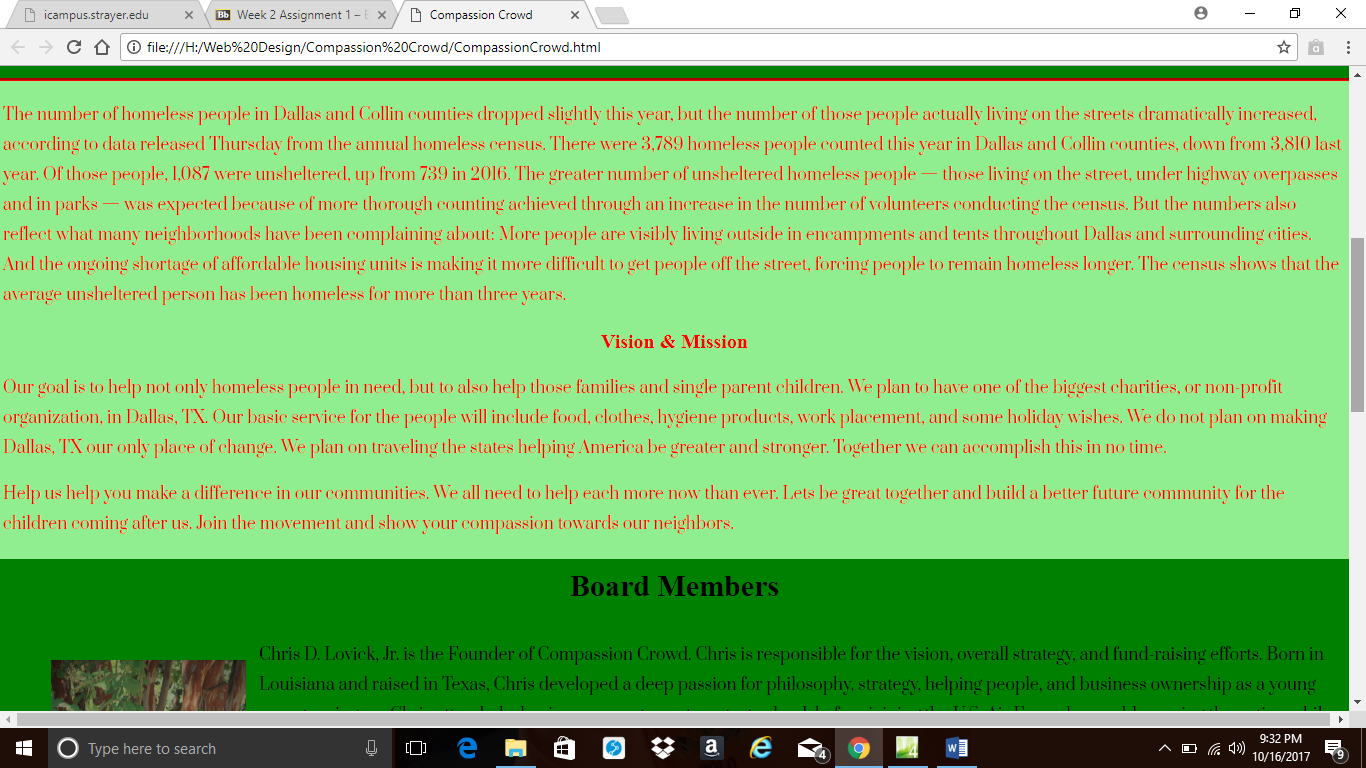 icampus.strayer.edu
Bb Week 2 Assignment 1 –
Compassion Crowd
file:///H:/Web%20Design/Compassion%20Crowd/CompassionCrowd.html
The number of homeless people in Dallas and Collin counties dropped slightly this year, but the number of those people actually living on the streets dramatically increased,
according to data released Thursday from the annual homeless census. There were 3,789 homeless people counted this year in Dallas and Collin counties, down from 3,810 last
year. Of those people, 1,087 were unsheltered, up from 739 in 2016. The greater number of unsheltered homeless people — those living on the street, under highway overpasses
and in parks — was expected because of more thorough counting achieved through an increase in the number of volunteers conducting the census. But the numbers also
reflect what many neighborhoods have been complaining about: More people are visibly living outside in encampments and tents throughout Dallas and surrounding cities.
And the ongoing shortage of affordable housing units is making it more difficult to get people off the street, forcing people to remain homeless longer. The census shows that the
average unsheltered person has been homeless for more than three years.
Vision & Mission
Our goal is to help not only homeless people in need, but to also help those families and single parent children. We plan to have one of the biggest charities, or non-profit
organization, in Dallas, TX. Our basic service for the people will include food, clothes, hygiene products, work placement, and some holiday wishes. We do not plan on making
Dallas, TX our only place of change. We plan on traveling the states helping America be greater and stronger. Together we can accomplish this in no time.
Help us help you make a difference in our communities. We all need to help each more now than ever. Lets be great together and build a better future community for the
children coming after us. Join the movement and show your compassion towards our neighbors.
Board Members
Chris D. Lovick, Jr. is the Founder of Compassion Crowd. Chris is responsible for the vision, overall strategy, and fund-raising efforts. Born in
Louisiana and raised in Texas, Chris developed a deep passion for philosophy, strategy, helping people, and business ownership as a young
Type here to search
4
9:32 PM
10/16/2017
9